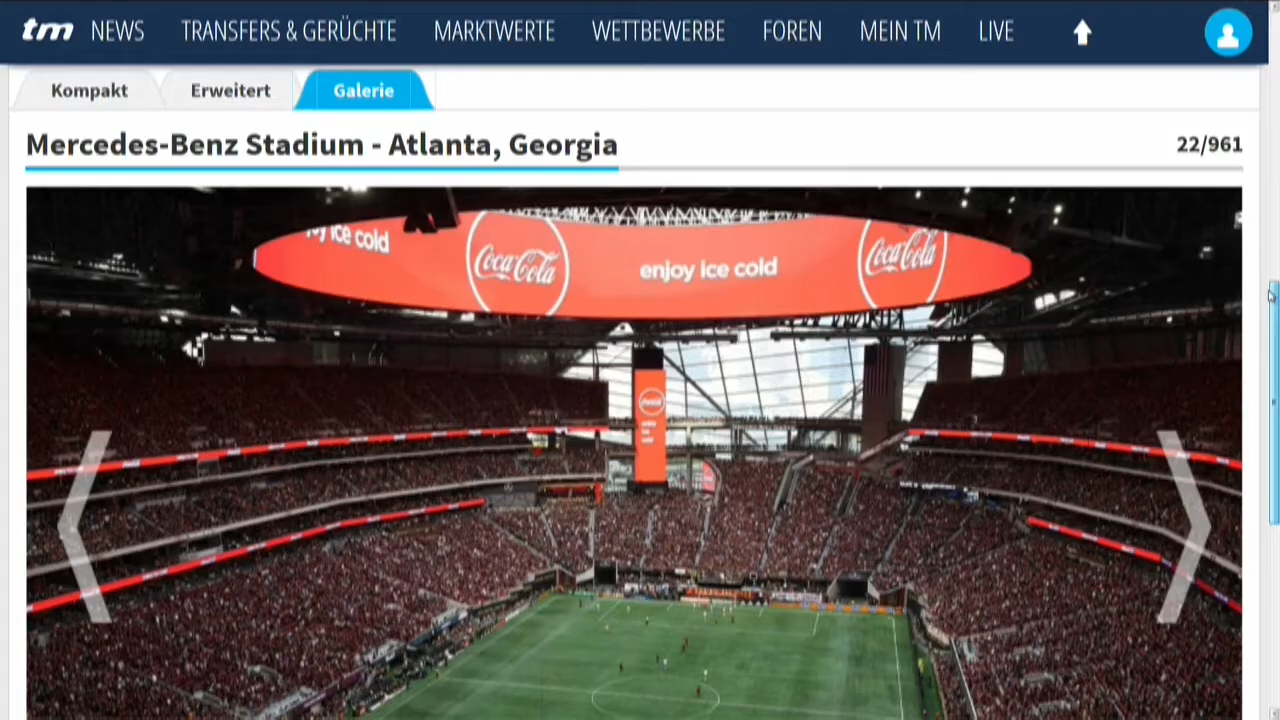 tm NEWS TRANSFERS & GERÜCHTE MARKTWERTE WETTBEWERBE FOREN MEIN TM LIVE
Kompakt Erweitert Galerie
Mercedes-Benz Stadium - Atlanta, Georgia 22/961
ice cold Coca-Cola enjoy ice cold Coca-Cola